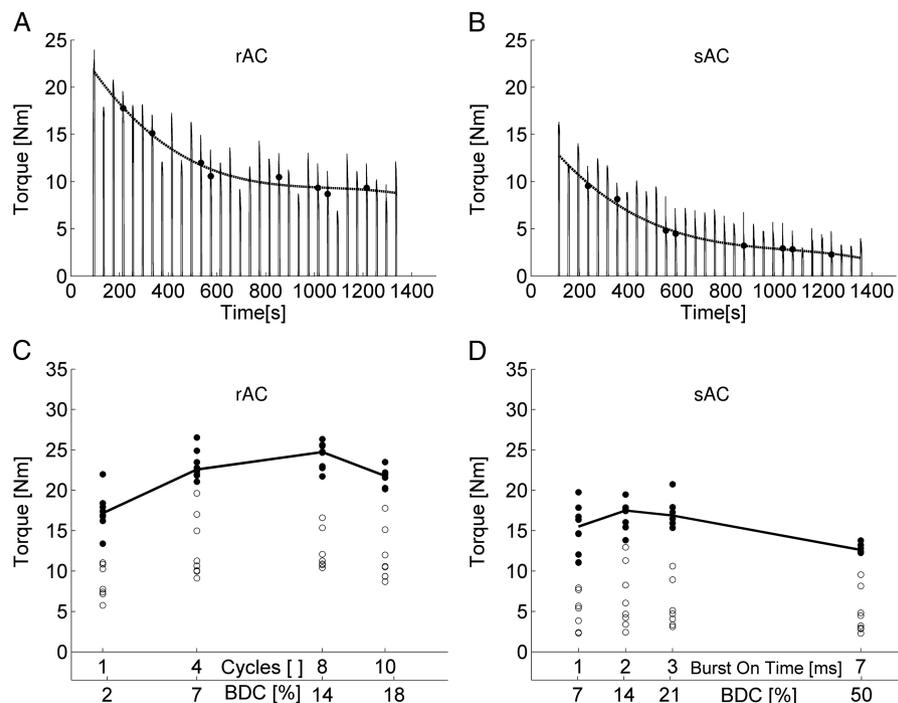 A
rAC
25
20
15
10
5
0
Torque [Nm]
0 200 400 600 800 1000 1200 1400
Time[s]
B
sAC
25
20
15
10
5
0
Torque [Nm]
0 200 400 600 800 1000 1200 1400
Time[s]
C
rAC
35
30
25
20
15
10
5
0
Torque [Nm]
1 4 Cycles [ ] 8 10
2 7 BDC [%] 14 18
D
sAC
35
30
25
20
15
10
5
0
Torque [Nm]
1 2 3 Burst On Time [ms] 7
7 14 21 BDC [%] 50